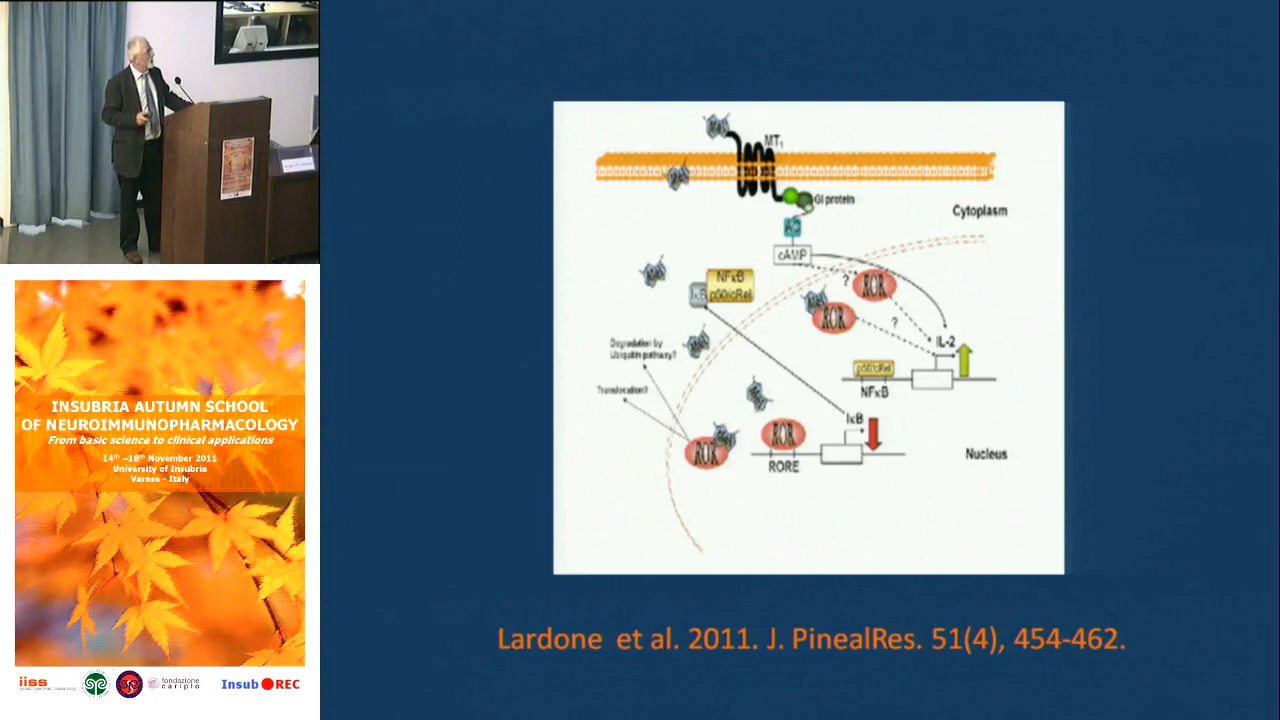 INSUBRIA AUTUMN SCHOOL
OF NEUROIMMUNOPHARMACOLOGY
From basic science to clinical applications
14th –18th November 2011
University of Insubria
Varese - Italy
iiss
fondazione
cariplo
Insub REC
Mel
MT1
Gi protein
AC
Cytoplasm
cAMP
?
ROR
NFκB
p50/cRel
IκB
Mel
ROR
?
IL-2
Degradation by
Ubiquitin pathway?
p50/cRel
NFκB
Translocation?
IκB
ROR
ROR
RORE
Nucleus
Lardone et al. 2011. J. PinealRes. 51(4), 454-462.